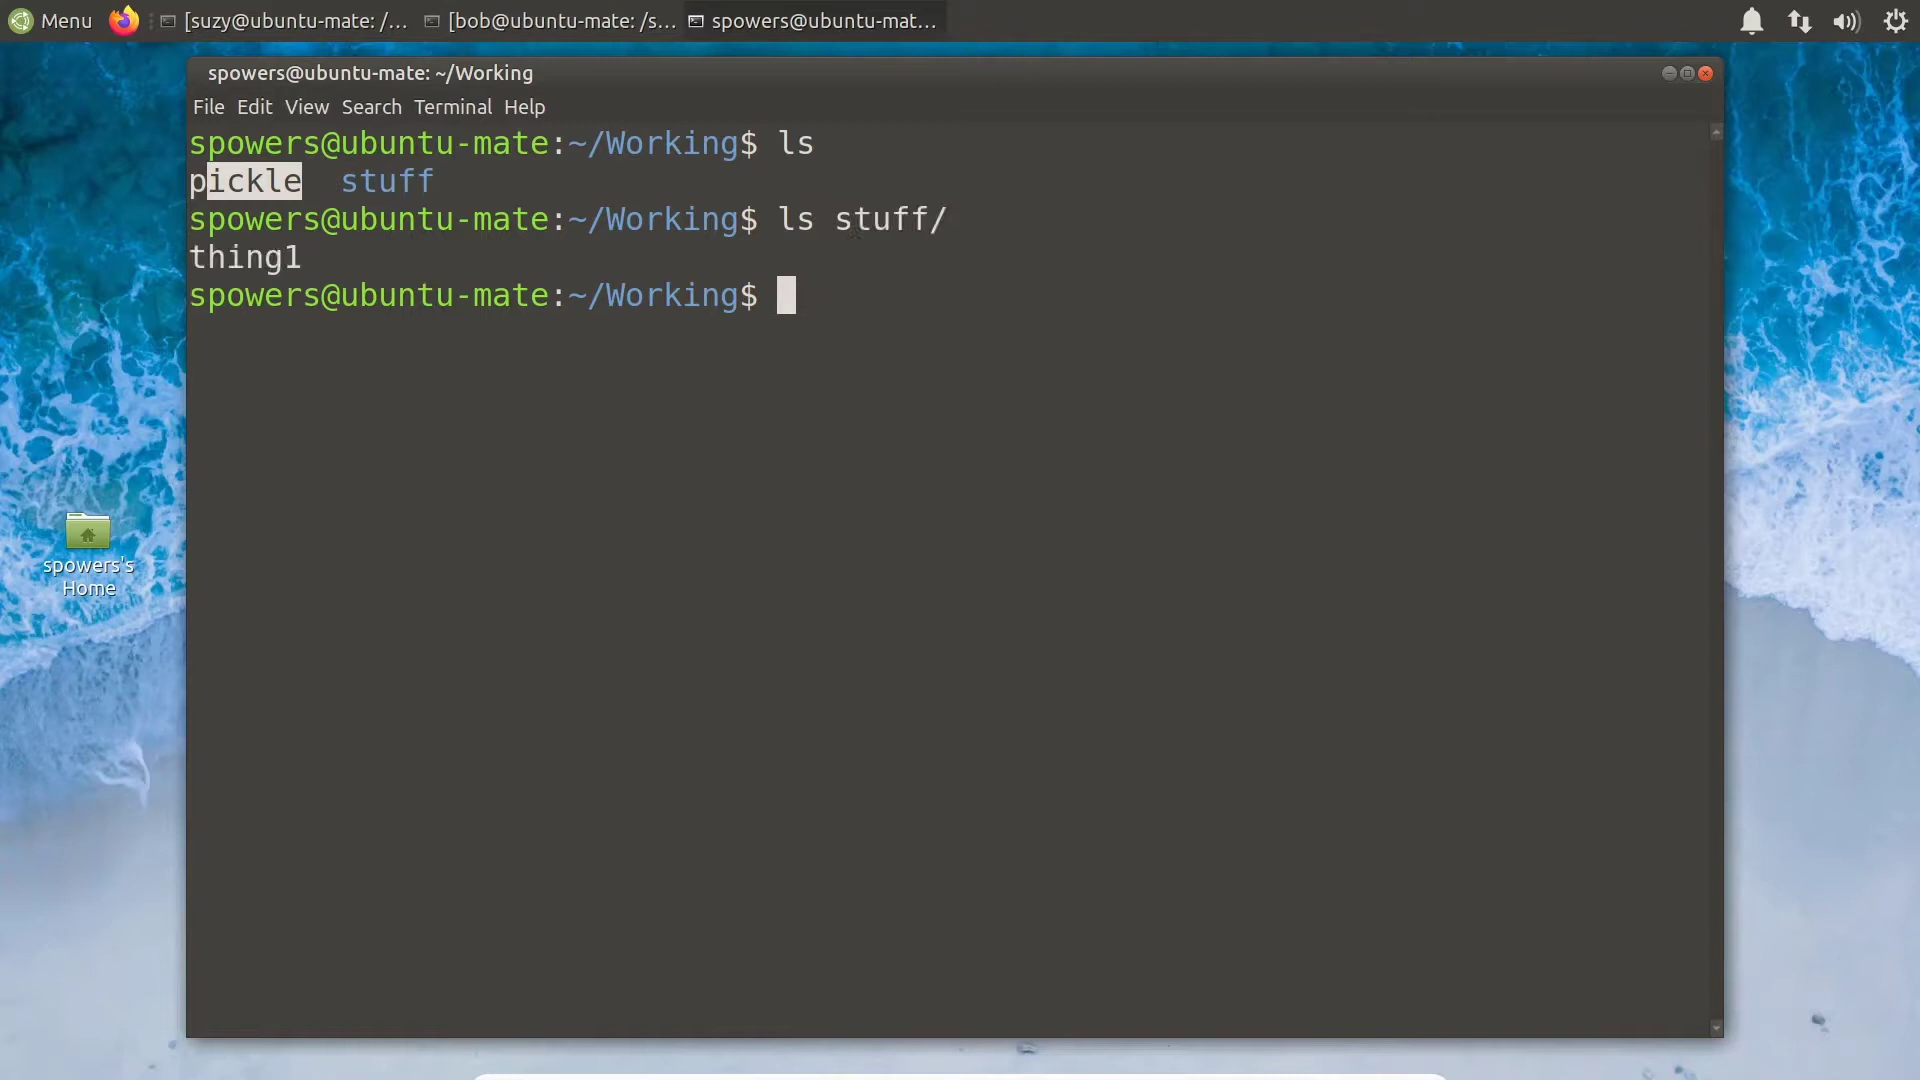 Menu [suzy@ubuntu-mate: /... [bob@ubuntu-mate: /s... spowers@ubuntu-mat...
spowers@ubuntu-mate: ~/Working
File Edit View Search Terminal Help
spowers@ubuntu-mate:~/Working$ ls
pickle stuff
spowers@ubuntu-mate:~/Working$ ls stuff/
thing1
spowers@ubuntu-mate:~/Working$
spowers's
Home